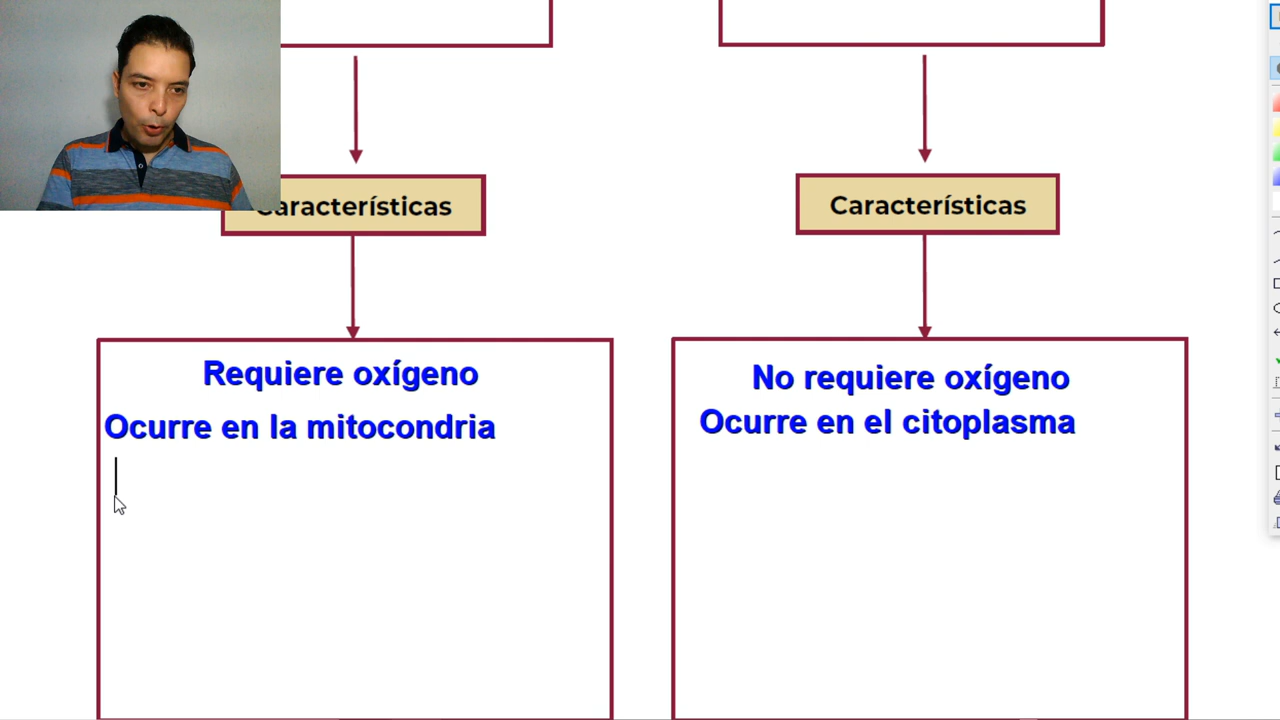 Características
Características
Requiere oxígeno
Ocurre en la mitocondria
No requiere oxígeno
Ocurre en el citoplasma